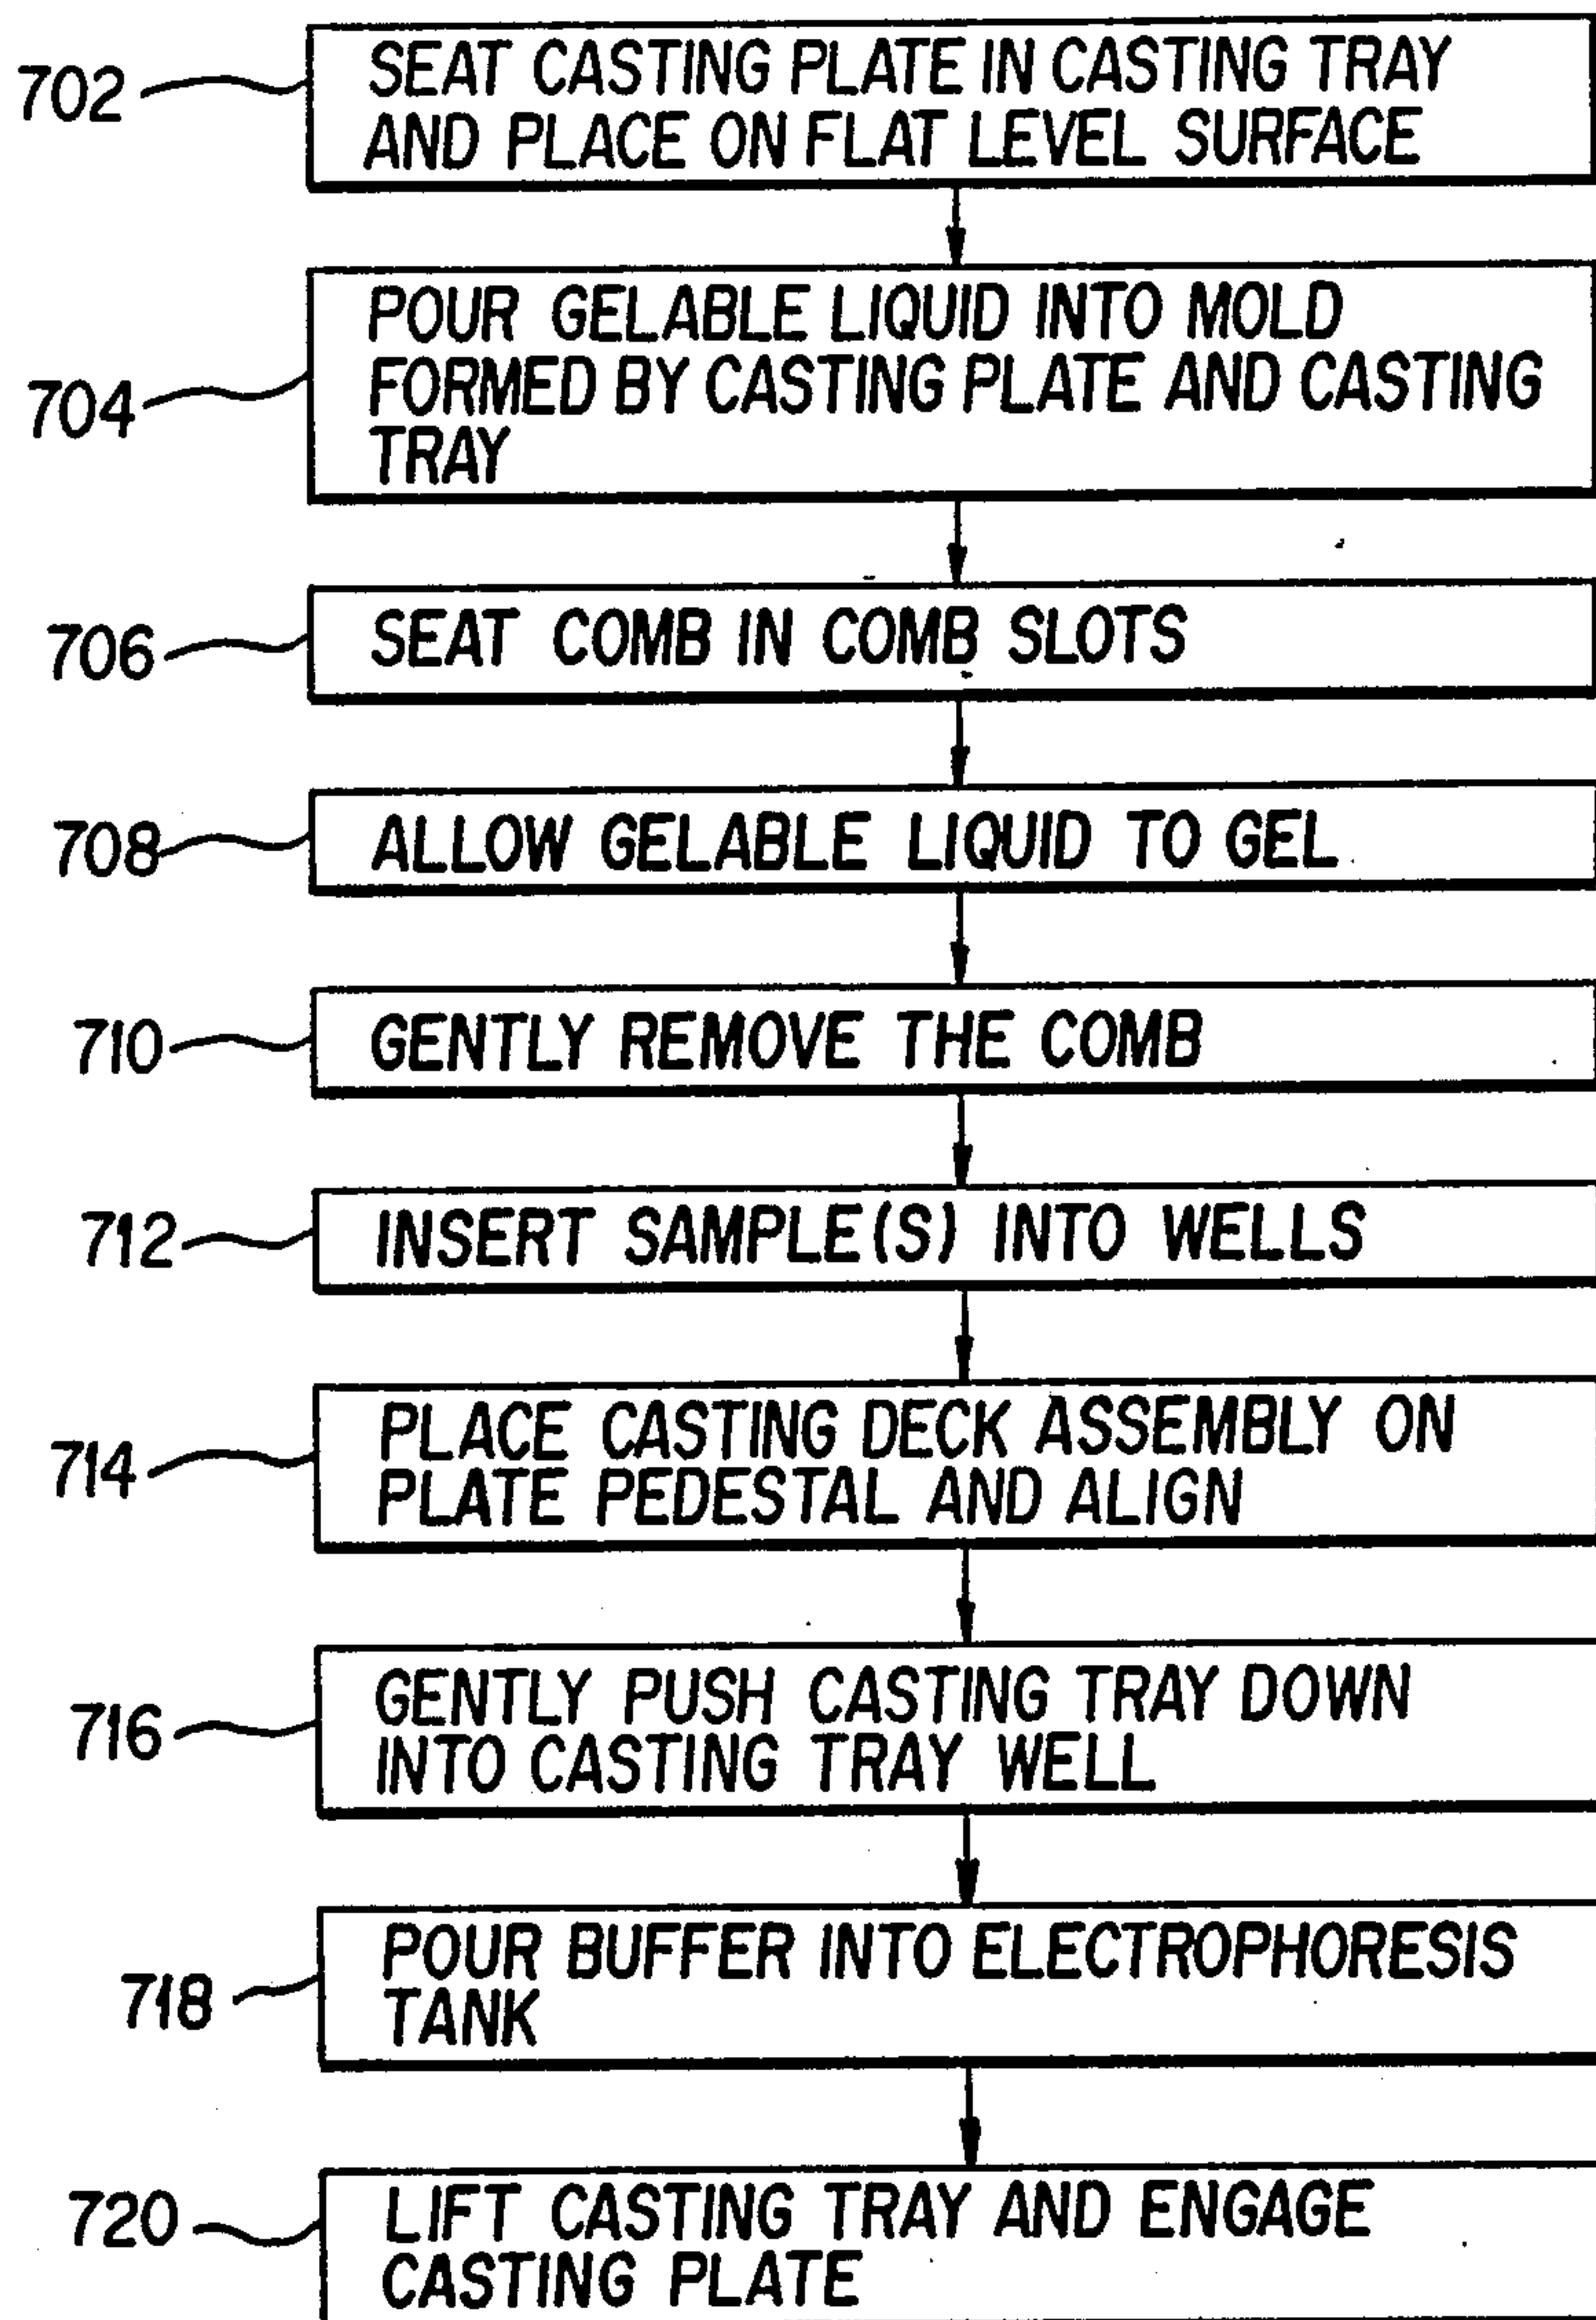 702
SEAT CASTING PLATE IN CASTING TRAY
AND PLACE ON FLAT LEVEL SURFACE
704
POUR GELABLE LIQUID INTO MOLD
FORMED BY CASTING PLATE AND CASTING
TRAY
706
SEAT COMB IN COMB SLOTS
708
ALLOW GELABLE LIQUID TO GEL
710
GENTLY REMOVE THE COMB
712
INSERT SAMPLE(S) INTO WELLS
714
PLACE CASTING DECK ASSEMBLY ON
PLATE PEDESTAL AND ALIGN
716
GENTLY PUSH CASTING TRAY DOWN
INTO CASTING TRAY WELL
718
POUR BUFFER INTO ELECTROPHORESIS
TANK
720
LIFT CASTING TRAY AND ENGAGE
CASTING PLATE